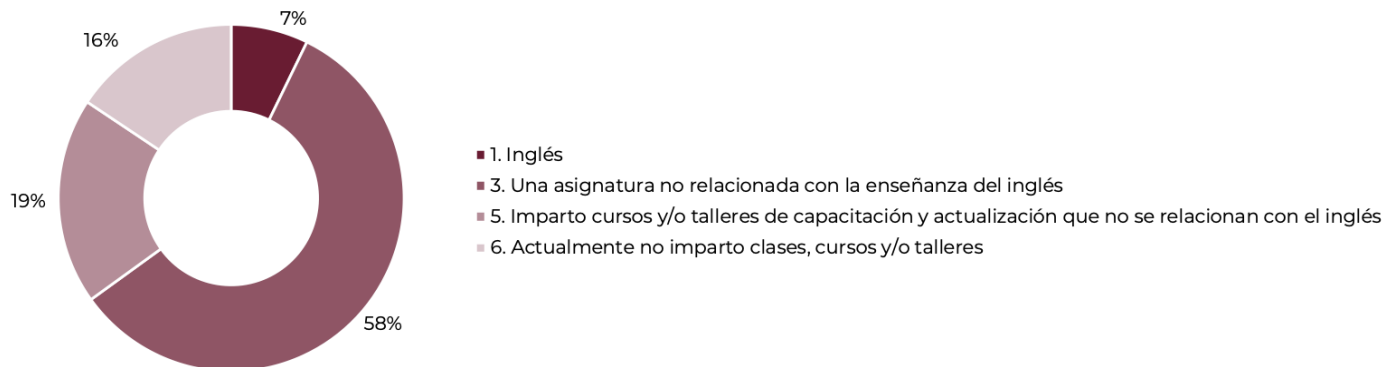 7%
16%
1. Inglés
3. Una asignatura no relacionada con la enseñanza del inglés
19%
5. Imparto cursos y/o talleres de capacitación y actualización que no se relacionan con el inglés
6. Actualmente no imparto clases, cursos y/o talleres
58%